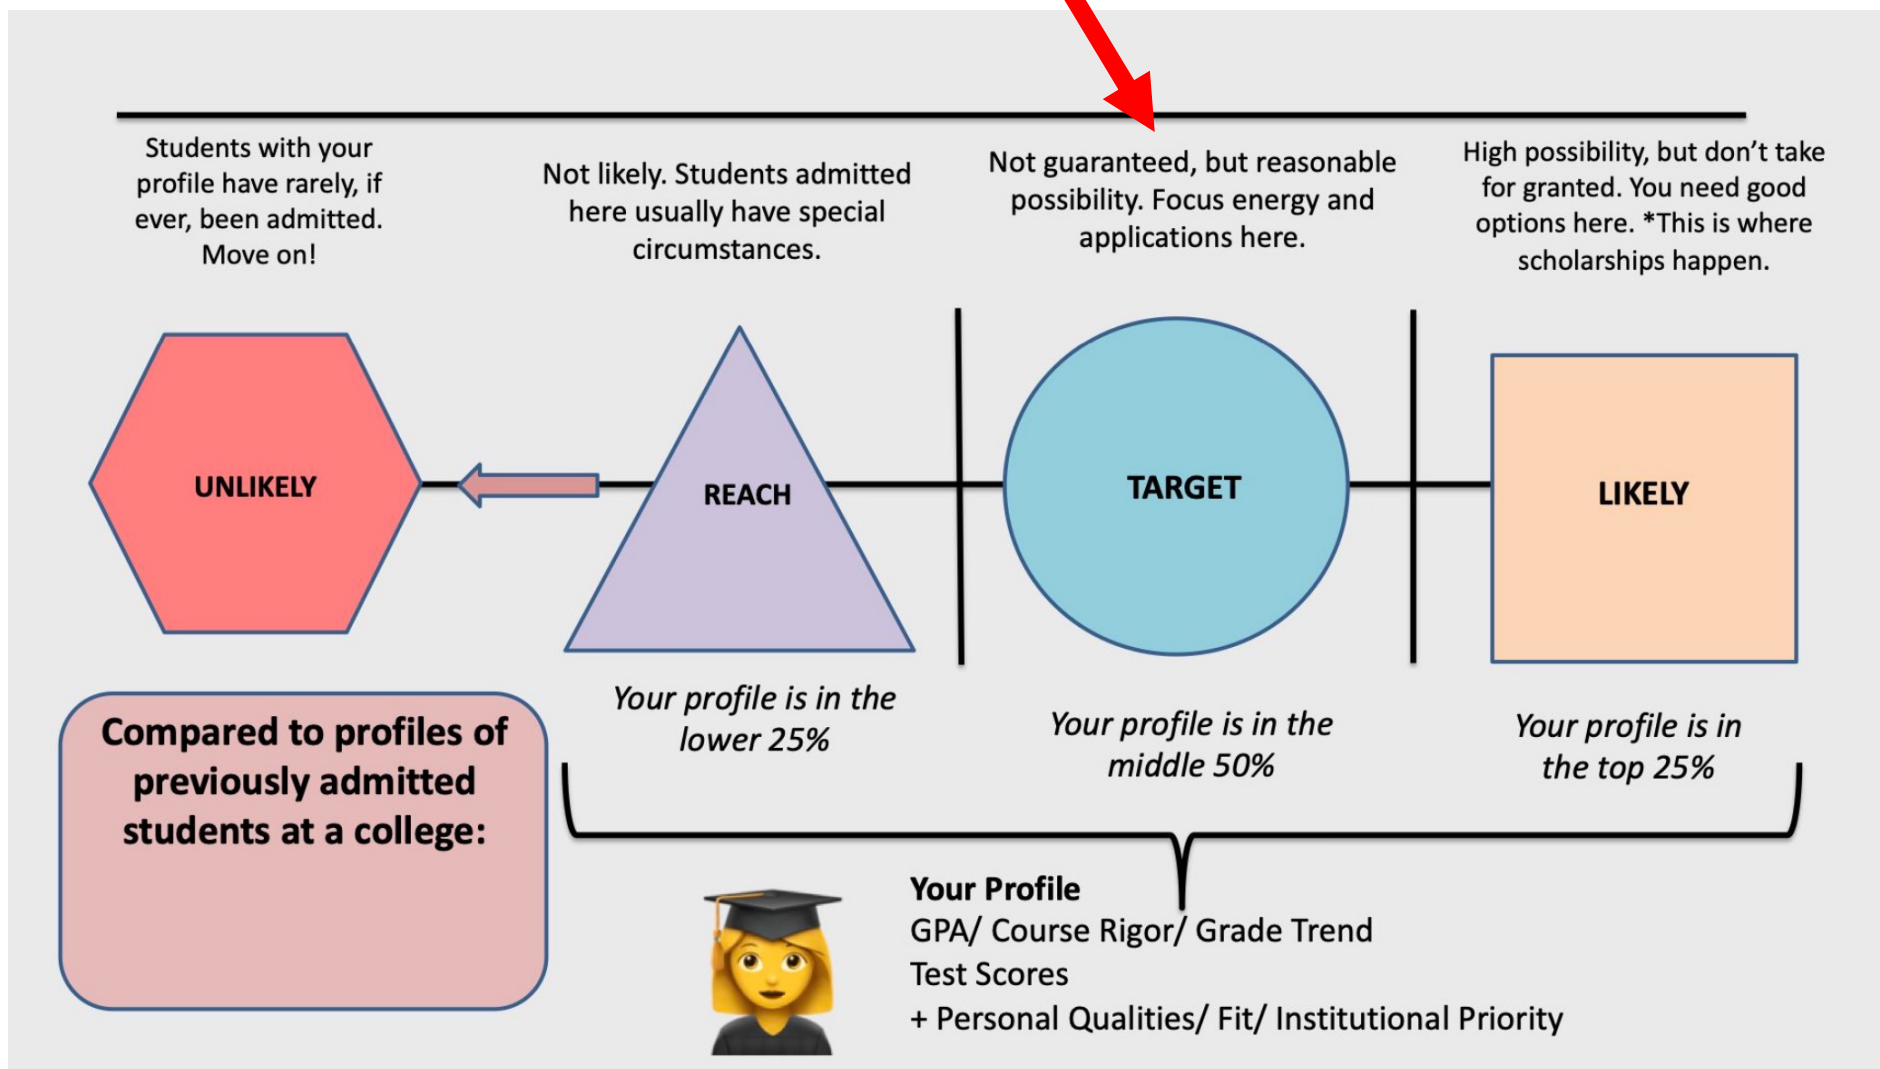 Students with your
profile have rarely, if
ever, been admitted.
Move on!
Not likely. Students admitted
here usually have special
circumstances.
Not guaranteed, but reasonable
possibility. Focus energy and
applications here.
High possibility, but don’t take
for granted. You need good
options here. *This is where
scholarships happen.
UNLIKELY
REACH
TARGET
LIKELY
Your profile is in the
lower 25%
Your profile is in the
middle 50%
Your profile is in
the top 25%
Compared to profiles of
previously admitted
students at a college:
Your Profile
GPA/ Course Rigor/ Grade Trend
Test Scores
+ Personal Qualities/ Fit/ Institutional Priority